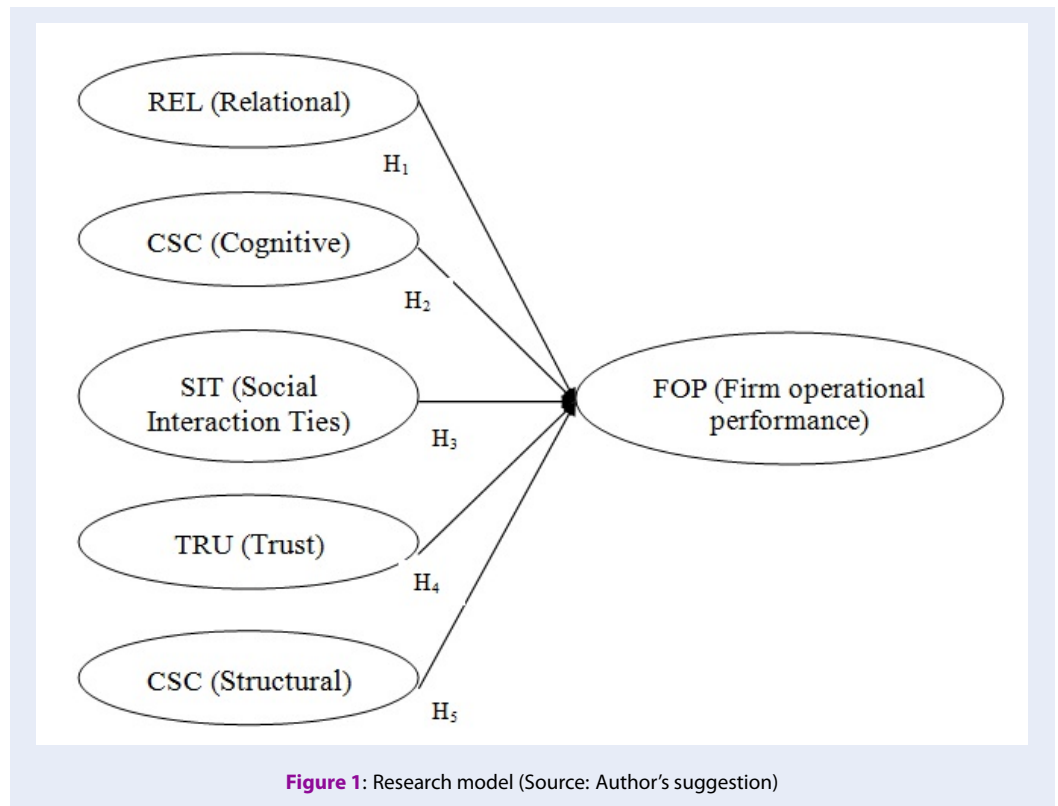 REL (Relational)
H₁
CSC (Cognitive)
H₂
SIT (Social
Interaction Ties)
H₃
FOP (Firm operational
performance)
TRU (Trust)
H₄
CSC (Structural)
H₅
Figure 1: Research model (Source: Author’s suggestion)